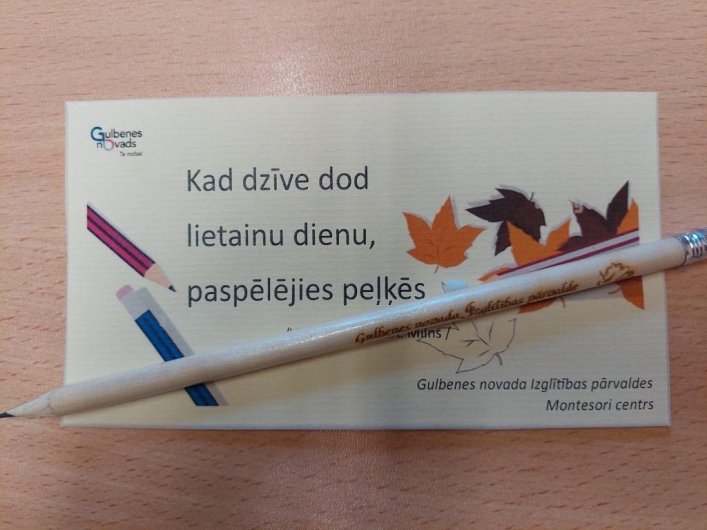 Gulbenes
novads
Te rodas!
Kad dzīve dod
lietainu dienu,
paspēlējies peļķēs
Gulbenes novada, Izglītības pārvalde
Gulbenes novada Izglītības pārvaldes
Montesori centrs